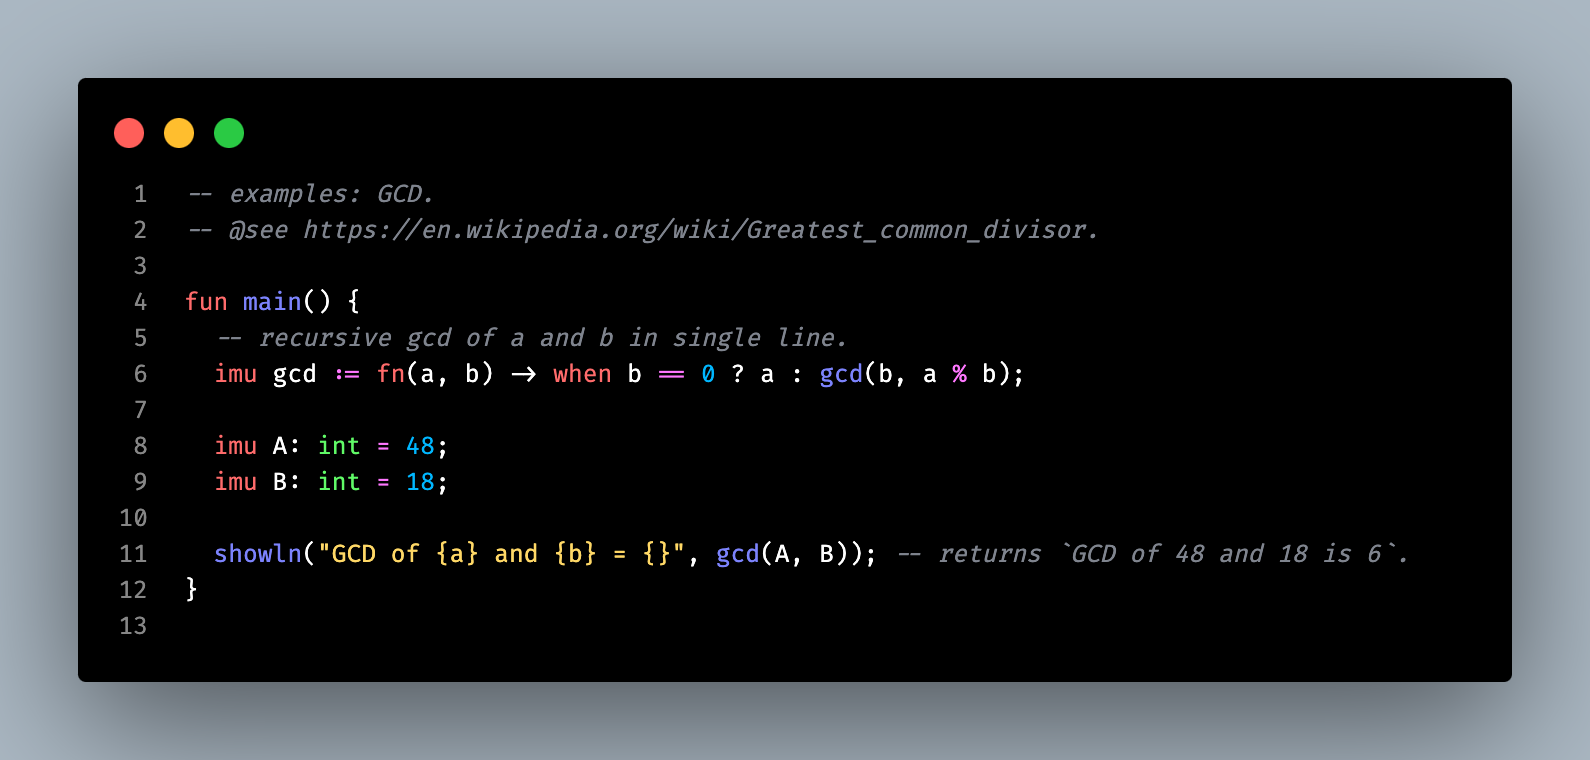 1 -- examples: GCD.
2 -- @see https://en.wikipedia.org/wiki/Greatest_common_divisor.
3
4 fun main() {
5   -- recursive gcd of a and b in single line.
6   imu gcd := fn(a, b) -> when b == 0 ? a : gcd(b, a % b);
7
8   imu A: int = 48;
9   imu B: int = 18;
10
11   showln("GCD of {a} and {b} = {}", gcd(A, B)); -- returns `GCD of 48 and 18 is 6`.
12 }
13